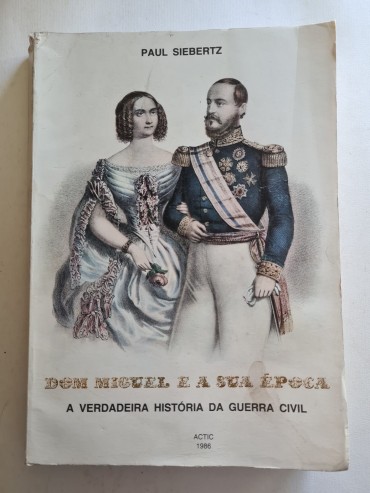 PAUL SIEBERTZ
DOM MIGUEL E A SUA ÉPOCA
A VERDADEIRA HISTÓRIA DA GUERRA CIVIL
ACTIC
1986